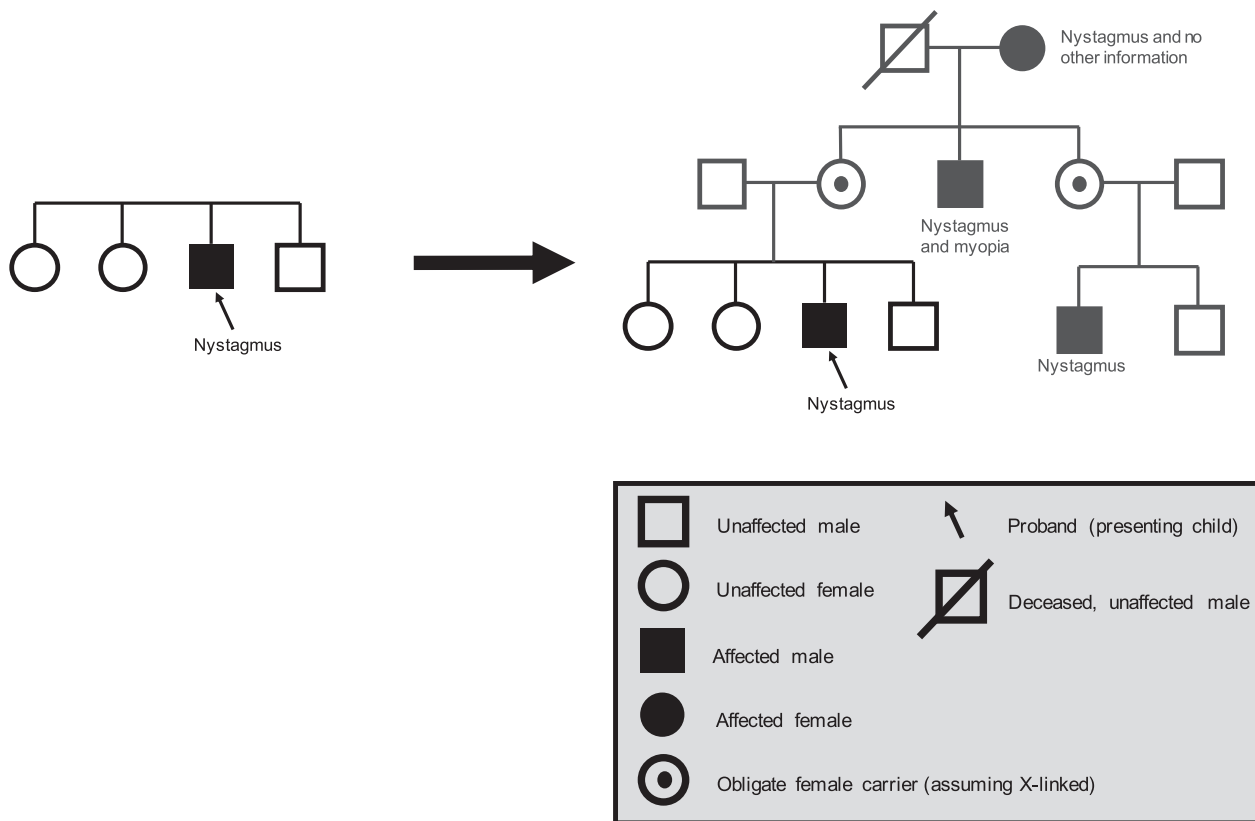 Nystagmus and no
other information
Nystagmus
and myopia
Nystagmus
Nystagmus
Nystagmus
Unaffected male
Proband (presenting child)
Unaffected female
Deceased, unaffected male
Affected male
Affected female
Obligate female carrier (assuming X-linked)